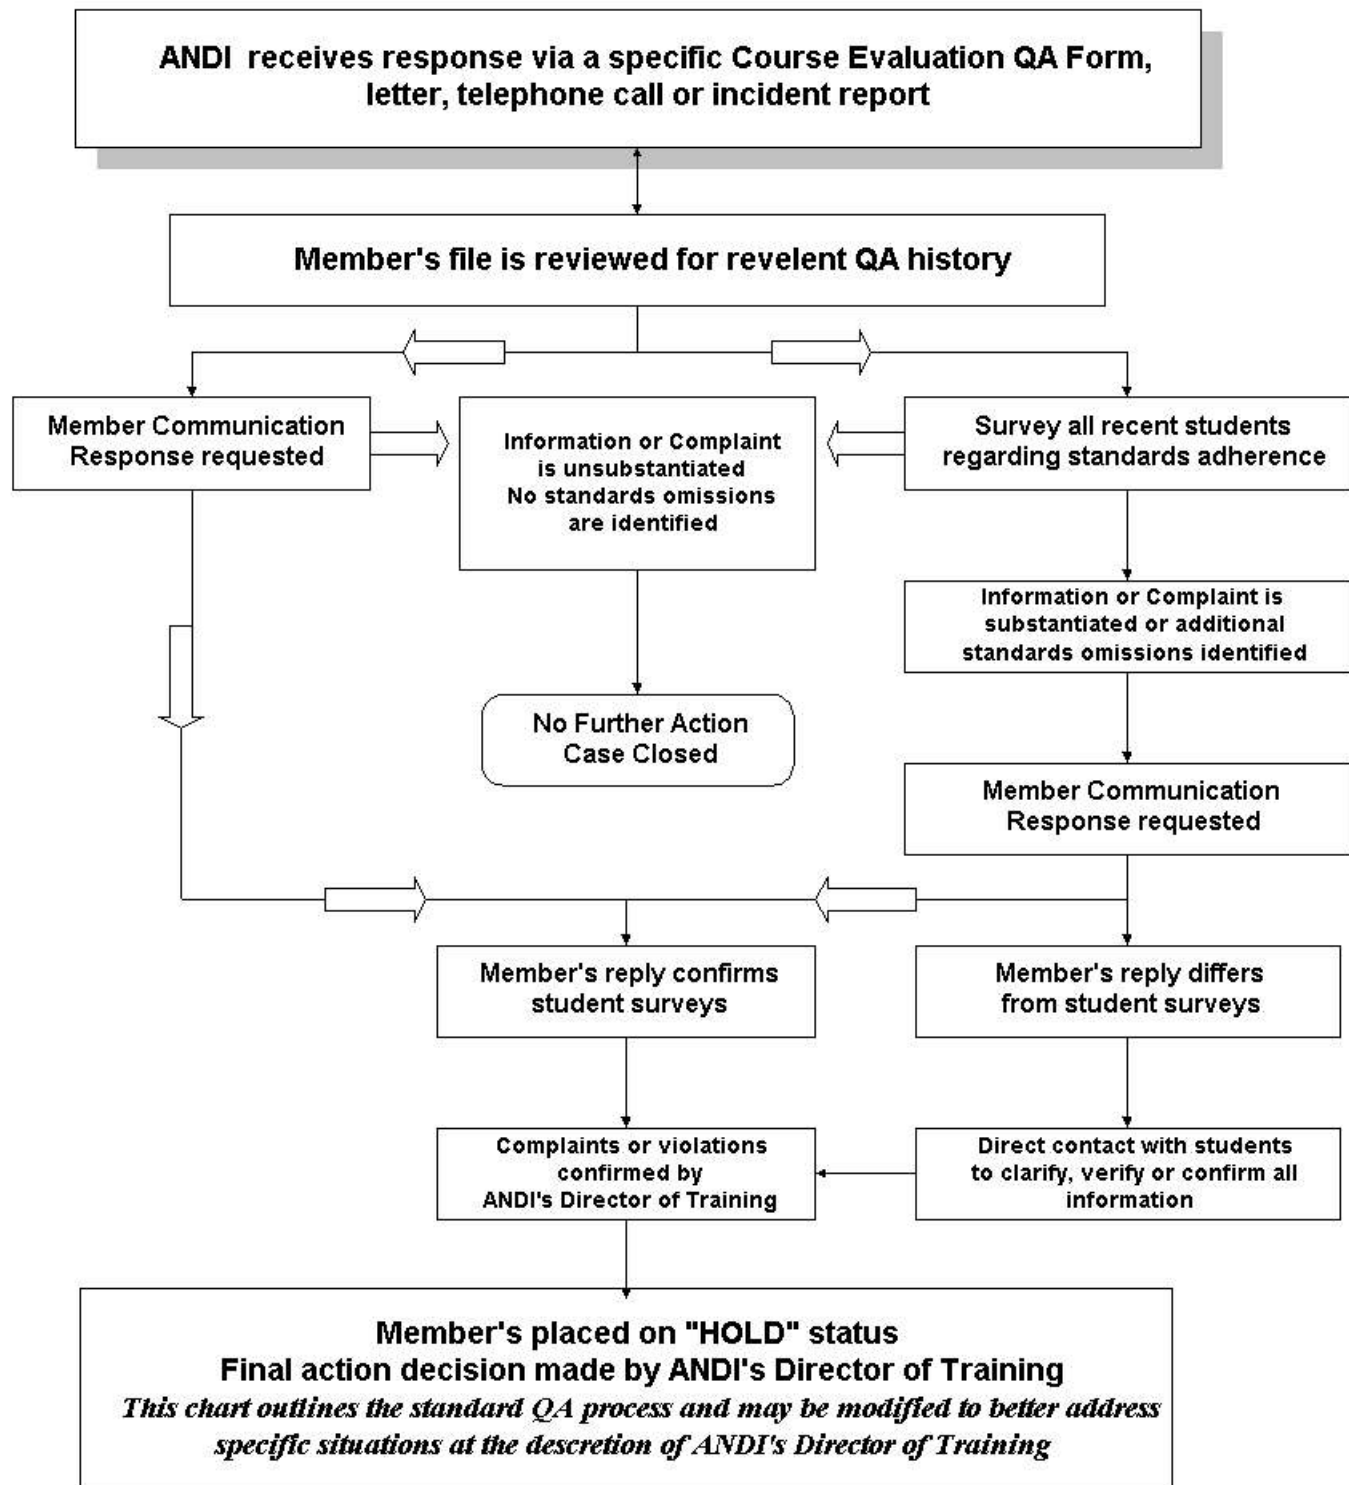 ANDI  receives response via a specific Course Evaluation QA Form,
letter, telephone call or incident report
Member's file is reviewed for revelent QA history
Member Communication
Response requested
Information or Complaint
is unsubstantiated
No standards omissions
are identified
Survey all recent students
regarding standards adherence
Information or Complaint is
substantiated or additional
standards omissions identified
No Further Action
Case Closed
Member Communication
Response requested
Member's reply confirms
student surveys
Member's reply differs
from student surveys
Complaints or violations
confirmed by
ANDI's Director of Training
Direct contact with students
to clarify, verify or confirm all
information
Member's placed on "HOLD" status
Final action decision made by ANDI's Director of Training
This chart outlines the standard QA process and may be modified to better address
specific situations at the descretion of ANDI's Director of Training